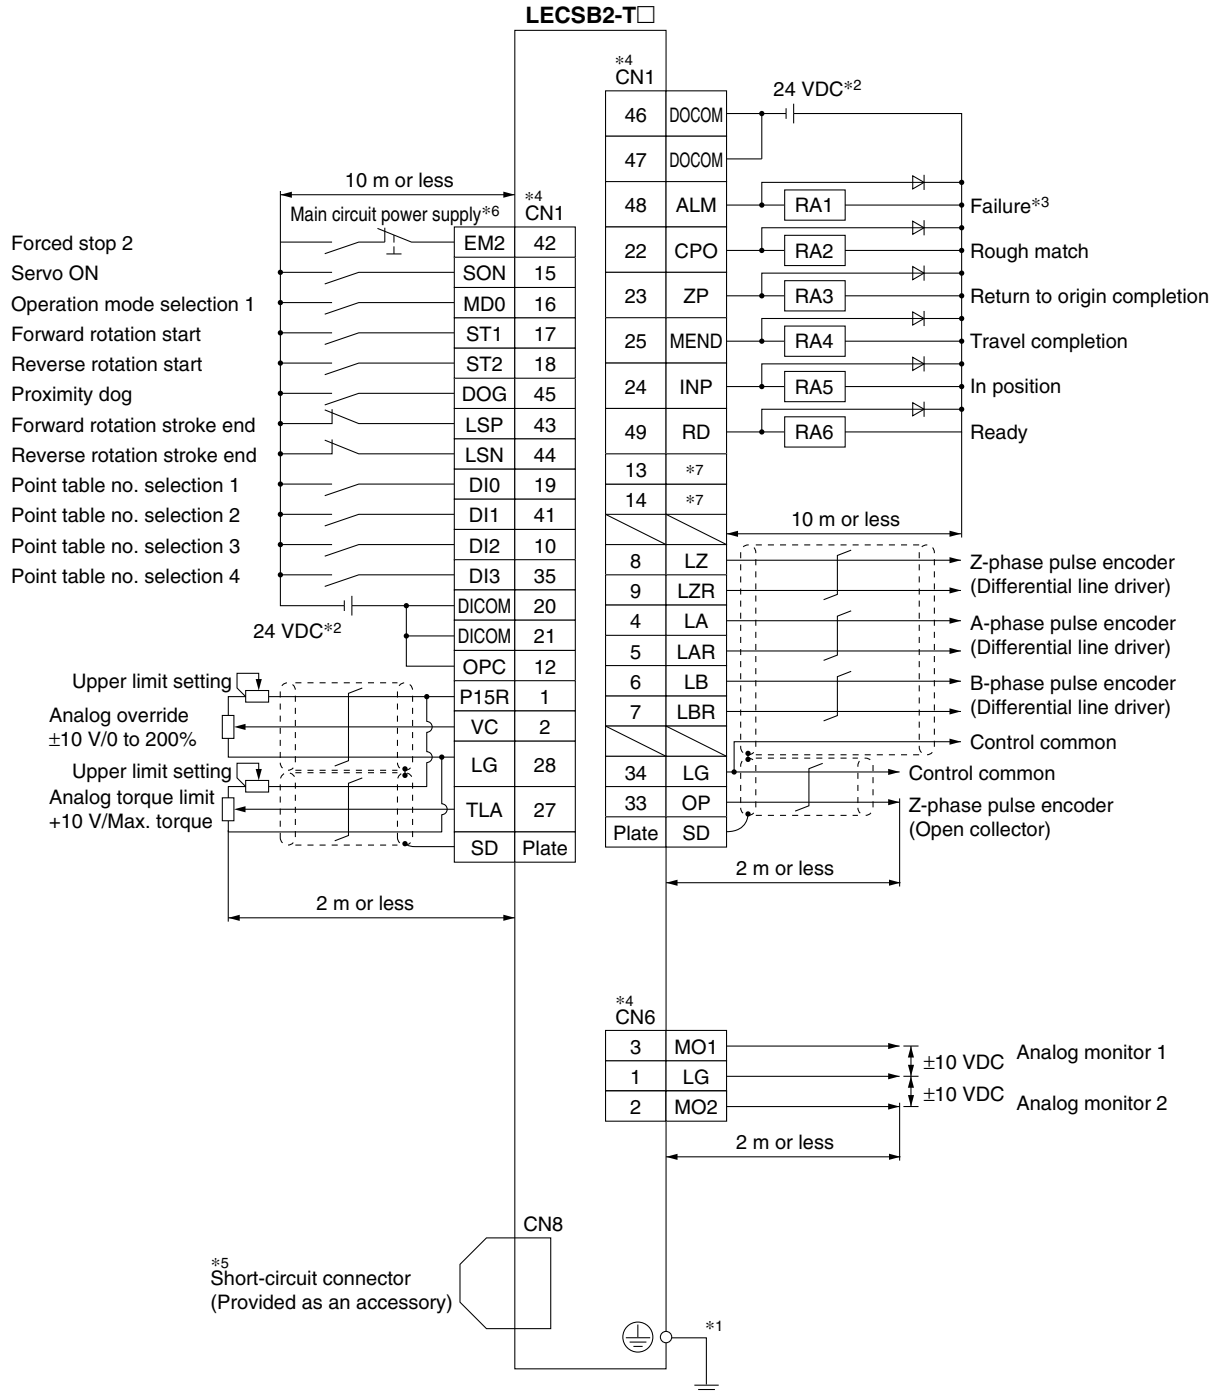 LECSB2-T□
*4
CN1
24 VDC*2
46 DOCOM
47 DOCOM
48 ALM RA1 Failure*3
22 CPO RA2 Rough match
23 ZP RA3 Return to origin completion
25 MEND RA4 Travel completion
24 INP RA5 In position
49 RD RA6 Ready
13 *7
14 *7
10 m or less
8 LZ Z-phase pulse encoder
9 LZR (Differential line driver)
4 LA A-phase pulse encoder
5 LAR (Differential line driver)
6 LB B-phase pulse encoder
7 LBR (Differential line driver)
Control common
34 LG Control common
33 OP Z-phase pulse encoder
(Open collector)
Plate SD
2 m or less
10 m or less
*4
CN1
Main circuit power supply*6
Forced stop 2 EM2 42
Servo ON SON 15
Operation mode selection 1 MD0 16
Forward rotation start ST1 17
Reverse rotation start ST2 18
Proximity dog DOG 45
Forward rotation stroke end LSP 43
Reverse rotation stroke end LSN 44
Point table no. selection 1 DI0 19
Point table no. selection 2 DI1 41
Point table no. selection 3 DI2 10
Point table no. selection 4 DI3 35
DICOM 20
24 VDC*2
DICOM 21
OPC 12
Upper limit setting P15R 1
Analog override
±10 V/0 to 200%
VC 2
LG 28
Upper limit setting
Analog torque limit
+10 V/Max. torque
TLA 27
SD Plate
2 m or less
*4
CN6
3 MO1 Analog monitor 1
±10 VDC
1 LG
±10 VDC
2 MO2 Analog monitor 2
2 m or less
CN8
*5
Short-circuit connector
(Provided as an accessory)
*1